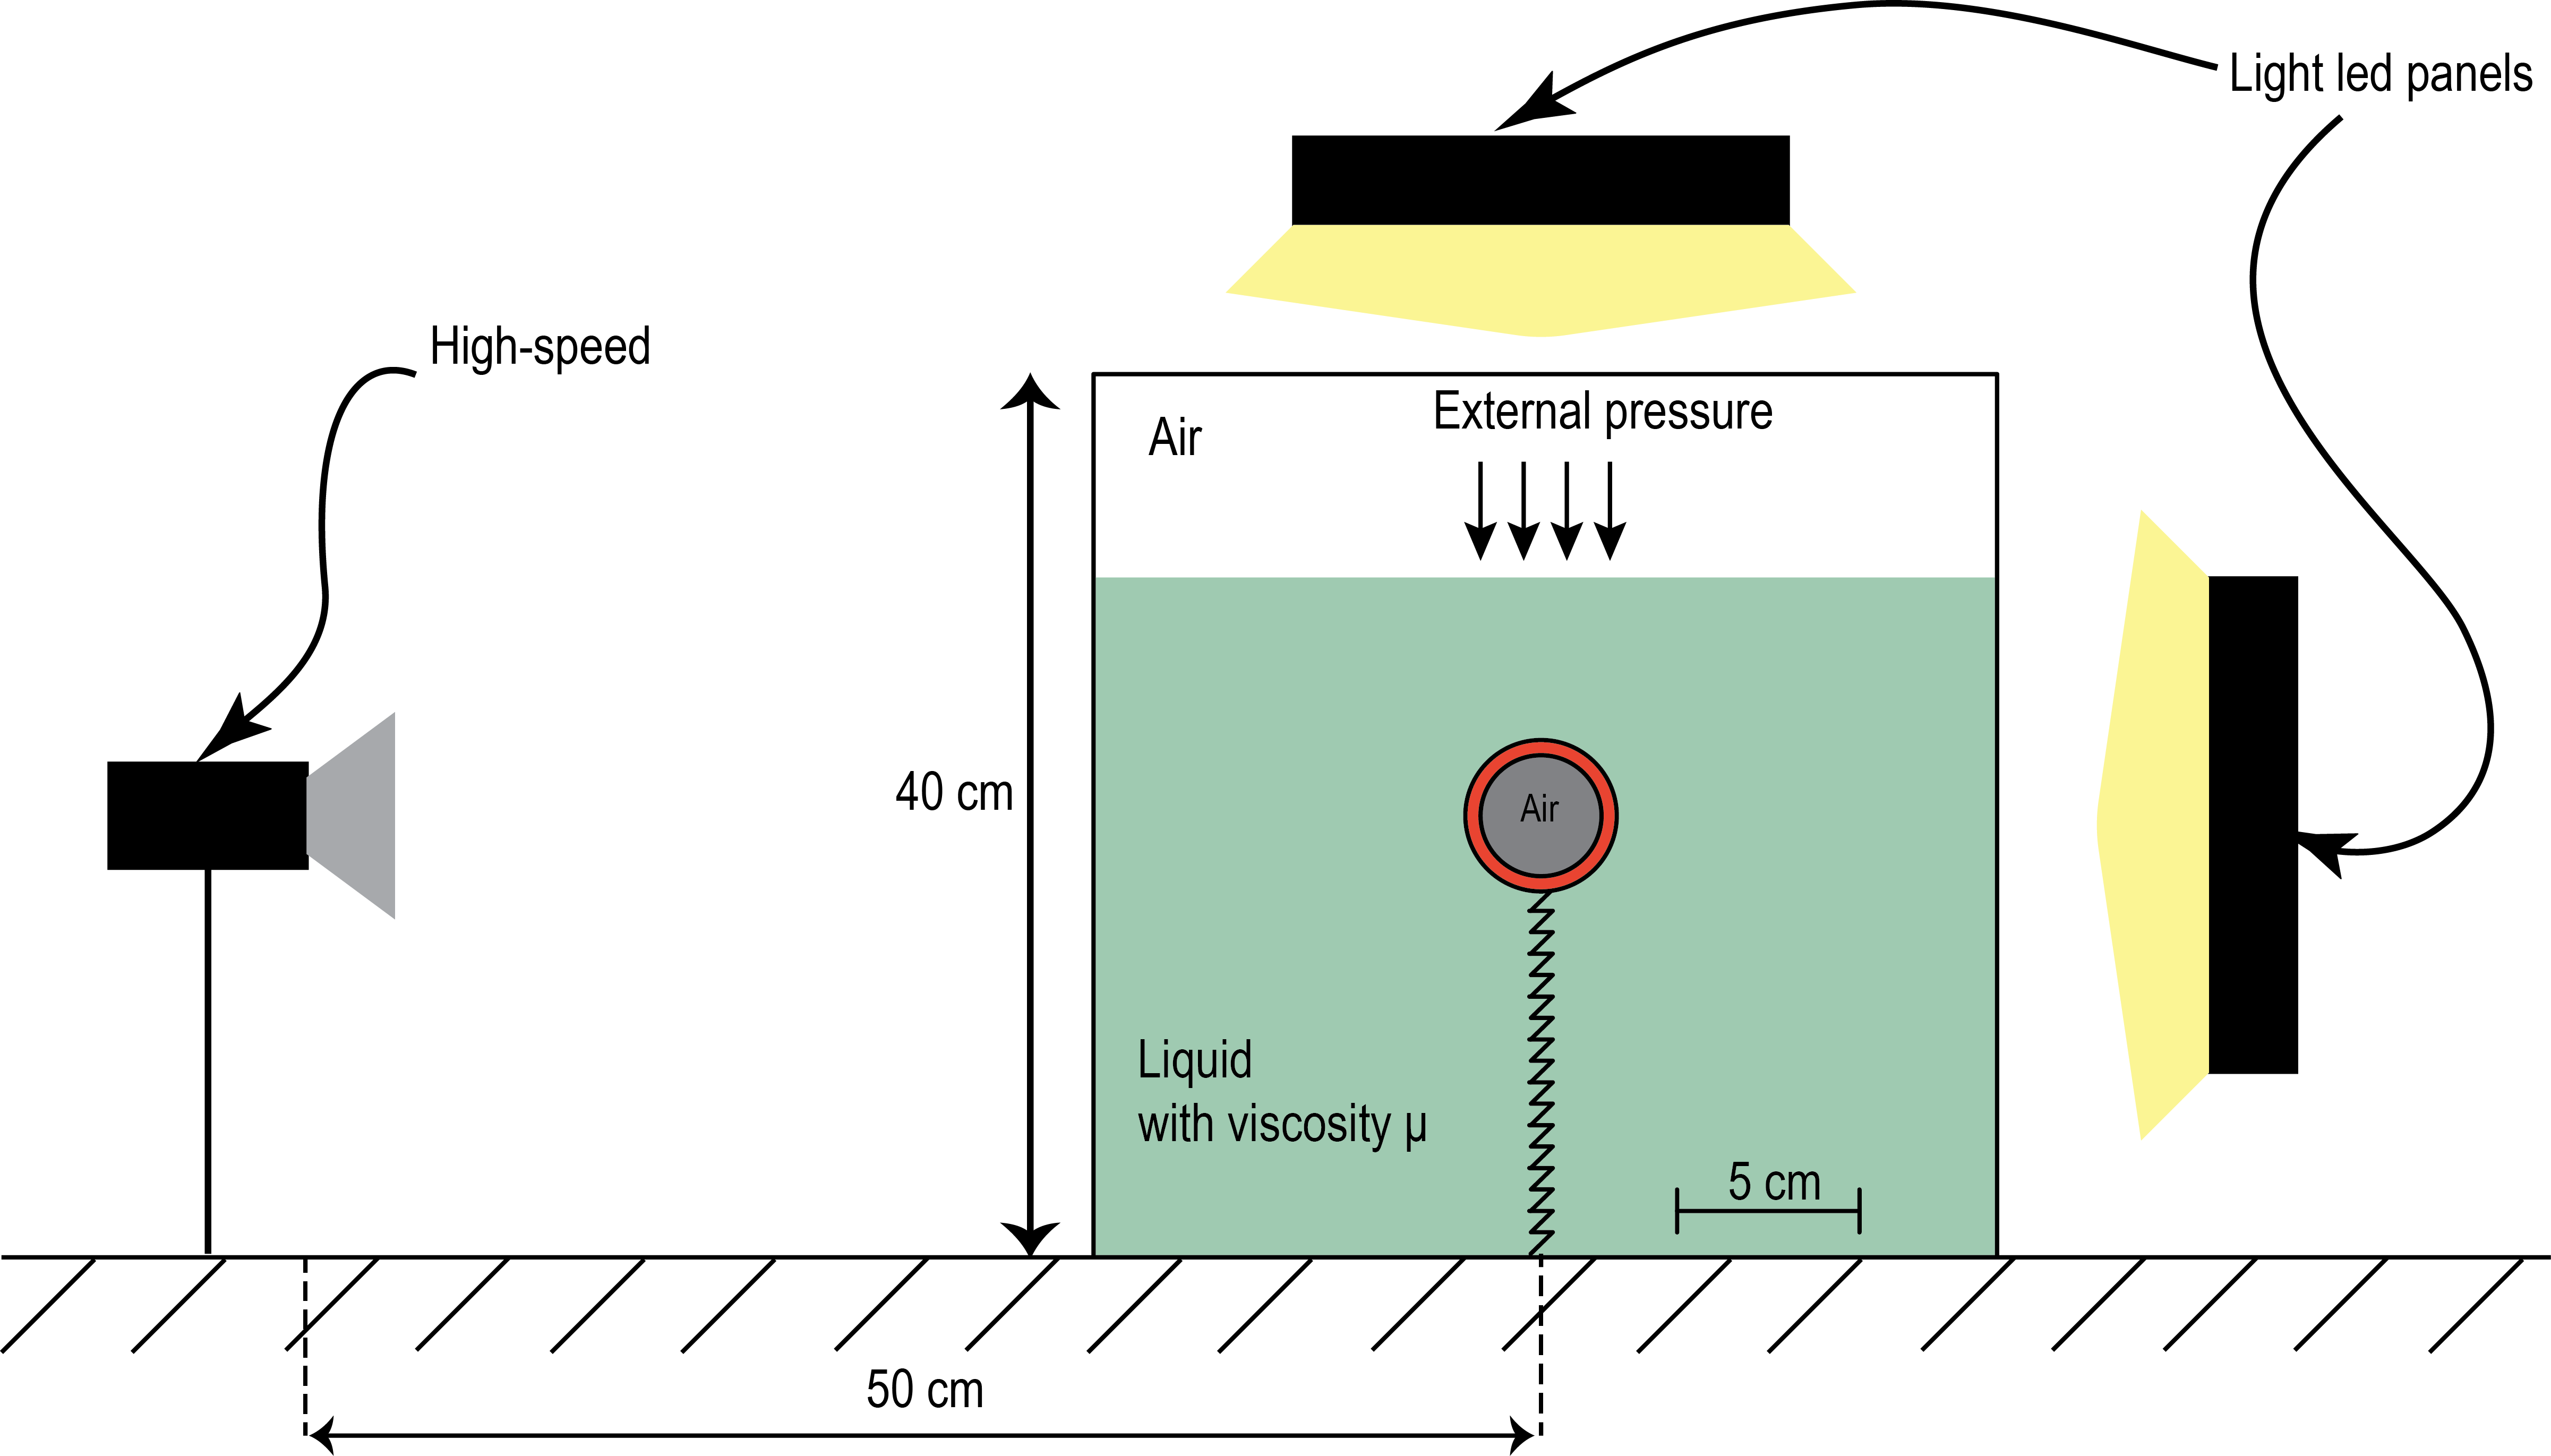 Light led panels
High-speed
External pressure
Air
40 cm
Air
Liquid
with viscosity μ
5 cm
50 cm